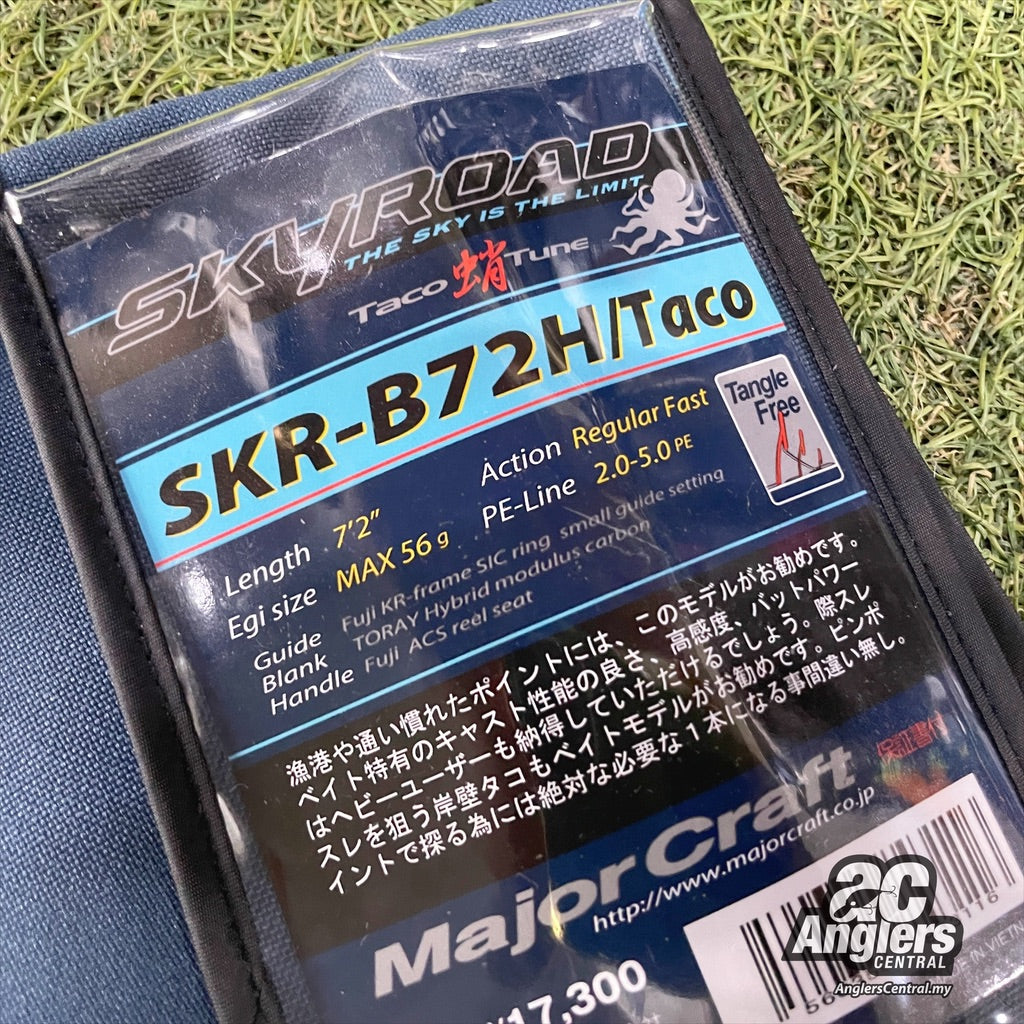 SKYROAD
THE SKY IS THE LIMIT
Taco 蛸 Tune
SKR-B72H/Taco
Length 7'2" Action Regular Fast
Egi size MAX 56 g PE-Line 2.0-5.0 PE
Tangle
Free
Guide Fuji KR-frame SIC ring small guide setting
Blank TORAY Hybrid modulus carbon
Handle Fuji ACS reel seat
漁港や通い慣れたポイントには、このモデルがお勧めです。
ベイト特有のキャスト性能の良さ、高感度、バットパワー
はヘビーユーザーも納得していただけるでしょう。際スレ
スレを狙う岸壁タコもベイトモデルがお勧めです。ピンポ
イントで探る為には絶対な必要な1本になる事間違い無し。
保証書付
Major Craft
http://www.majorcraft.co.jp
¥17,300
116
ac
Anglers
CENTRAL
AnglersCentral.my